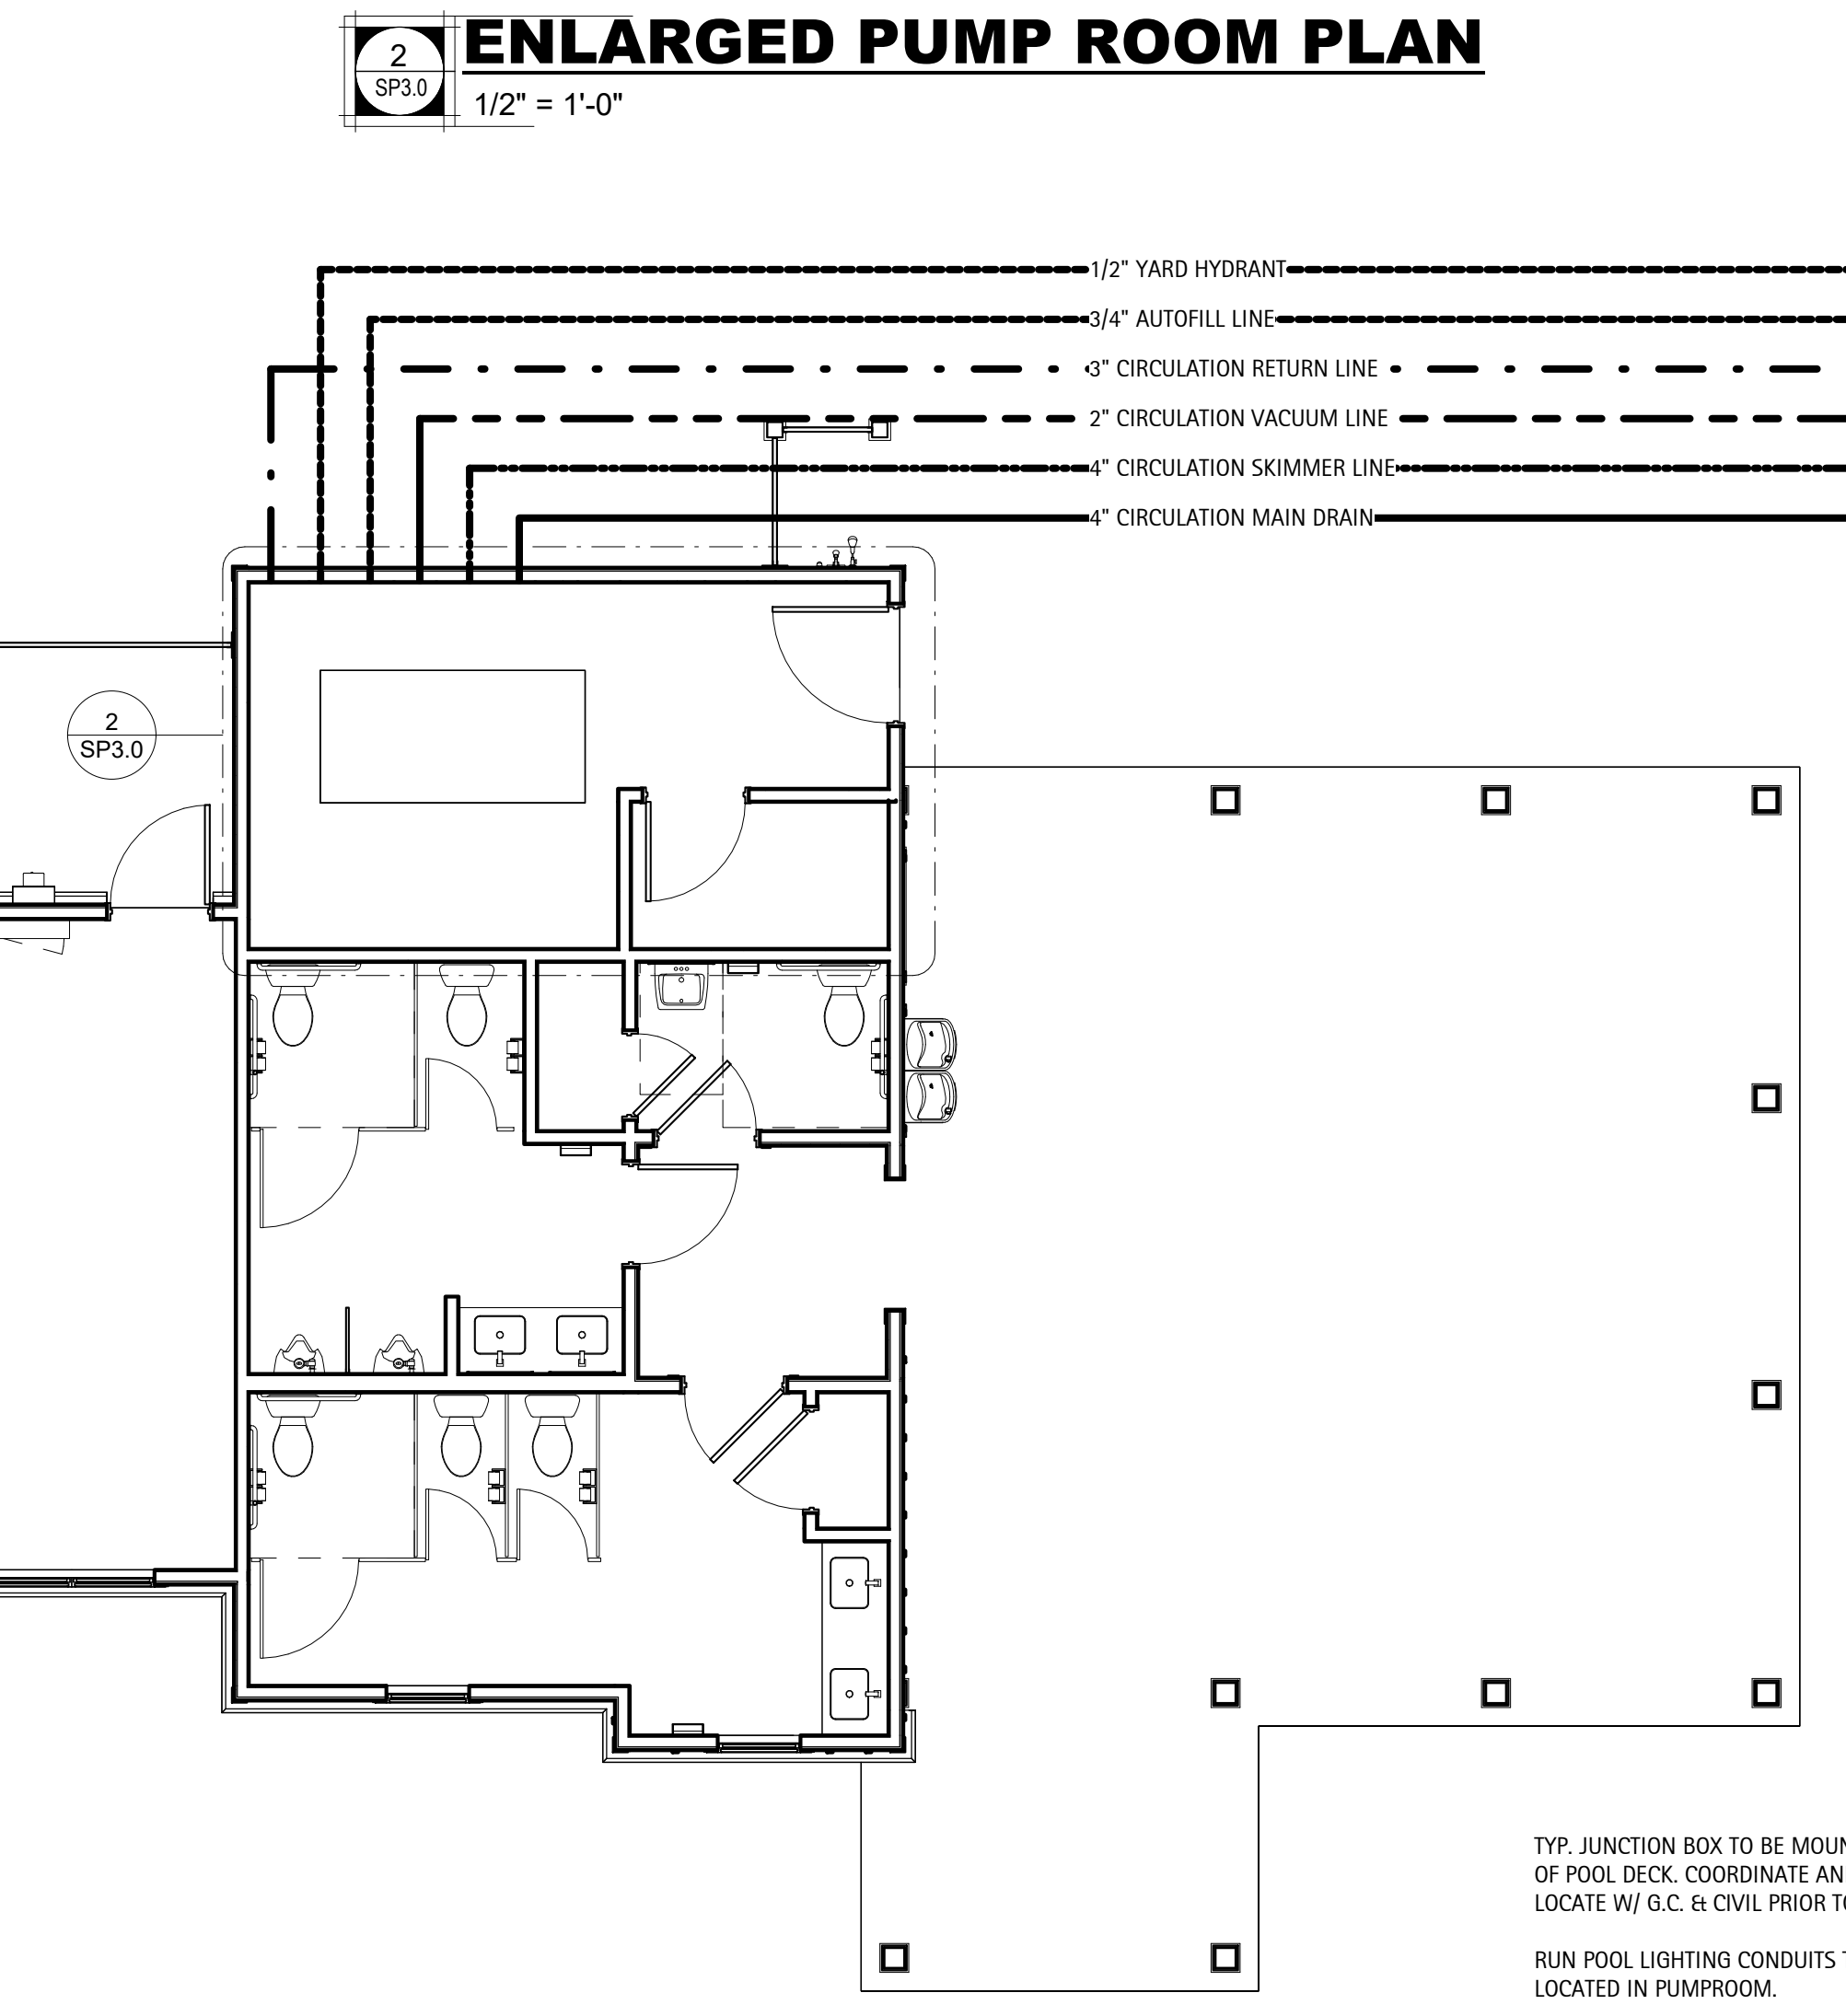 2
SP3.0
ENLARGED PUMP ROOM PLAN
1/2" = 1'-0"
1/2" YARD HYDRANT
3/4" AUTOFILL LINE
3" CIRCULATION RETURN LINE
2" CIRCULATION VACUUM LINE
4" CIRCULATION SKIMMER LINE
4" CIRCULATION MAIN DRAIN
2
SP3.0
TYP. JUNCTION BOX TO BE
OF POOL DECK. COORDINATE
LOCATE W/ G.C. & CIVIL PRIOR
RUN POOL LIGHTING CONDUITS
LOCATED IN PUMPROOM.